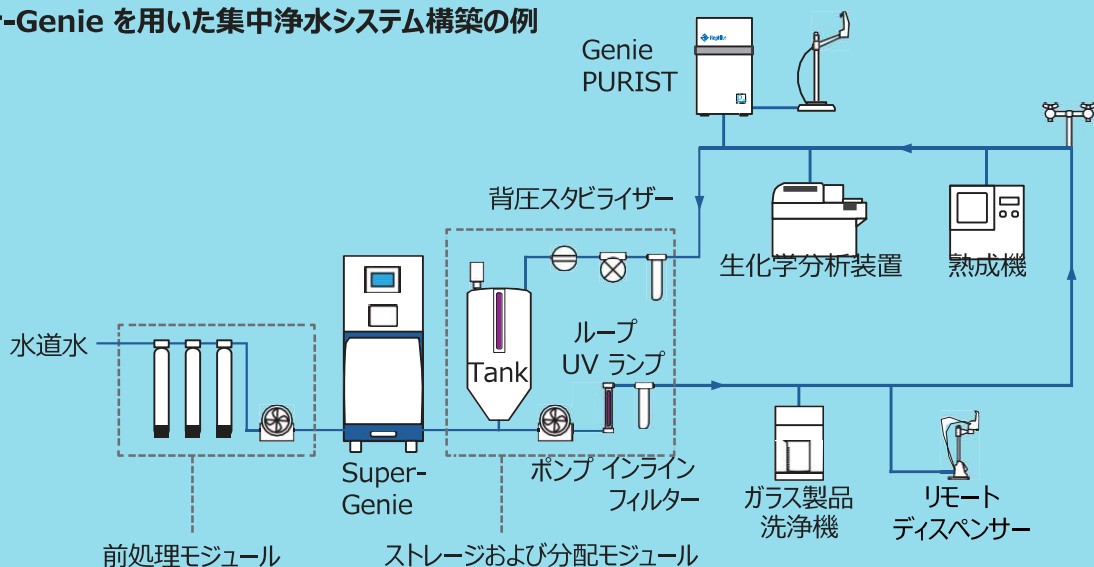 r-Genie を用いた集中浄水システム構築の例
Genie
PURIST
背圧スタビライザー
生化学分析装置
熟成機
水道水
ループ
UV ランプ
Tank
Super-
Genie
ポンプ
インライン
フィルター
ガラス製品
洗浄機
リモート
ディスペンサー
前処理モジュール
ストレージおよび分配モジュール